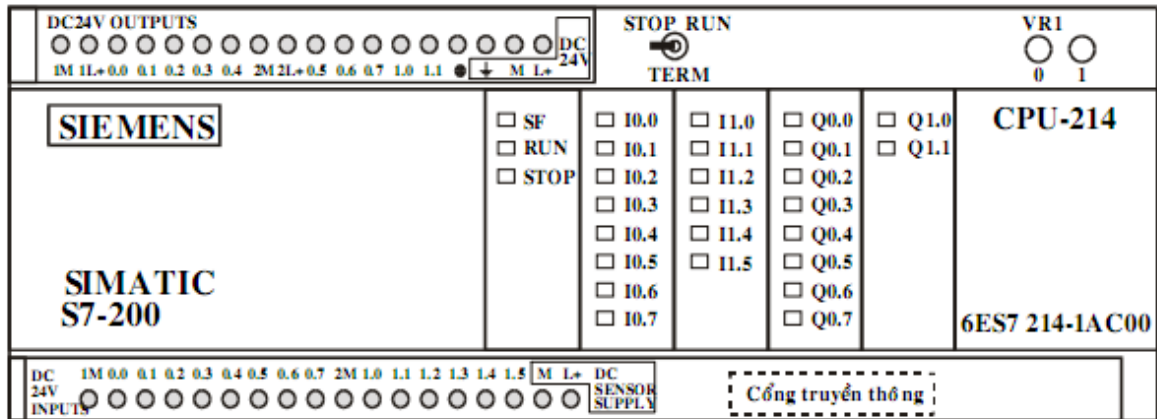 DC24V OUTPUTS
DC
24V
1M 1L+ 0.0 0.1 0.2 0.3 0.4 2M 2L+ 0.5 0.6 0.7 1.0 1.1 M L+
STOP RUN
TERM
VR1
0 1
SIEMENS
SIMATIC
S7-200
SF
RUN
STOP
I0.0
I0.1
I0.2
I0.3
I0.4
I0.5
I0.6
I0.7
I1.0
I1.1
I1.2
I1.3
I1.4
I1.5
Q0.0
Q0.1
Q0.2
Q0.3
Q0.4
Q0.5
Q0.6
Q0.7
Q1.0
Q1.1
CPU-214
6ES7 214-1AC00
DC
24V
INPUTS
1M 0.0 0.1 0.2 0.3 0.4 0.5 0.6 0.7 2M 1.0 1.1 1.2 1.3 1.4 1.5 M L+
DC
SENSOR
SUPPLY
Cổng truyền thông